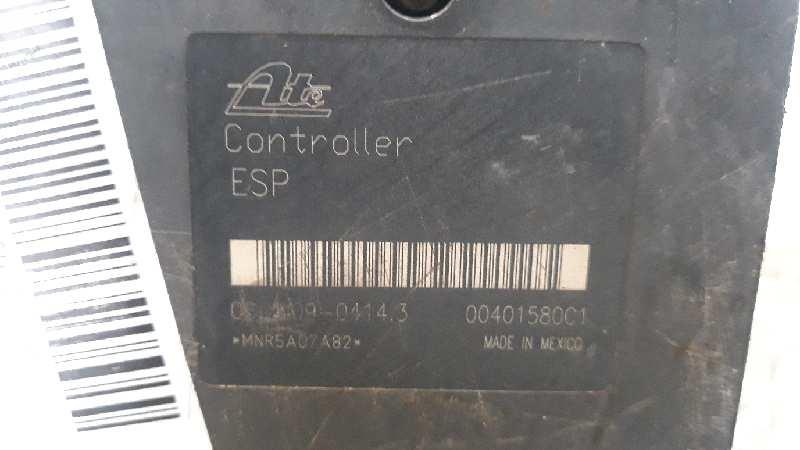 Ate
Controller
ESP
00401580C1
*MNR5A07A82*
MADE IN MEXICO